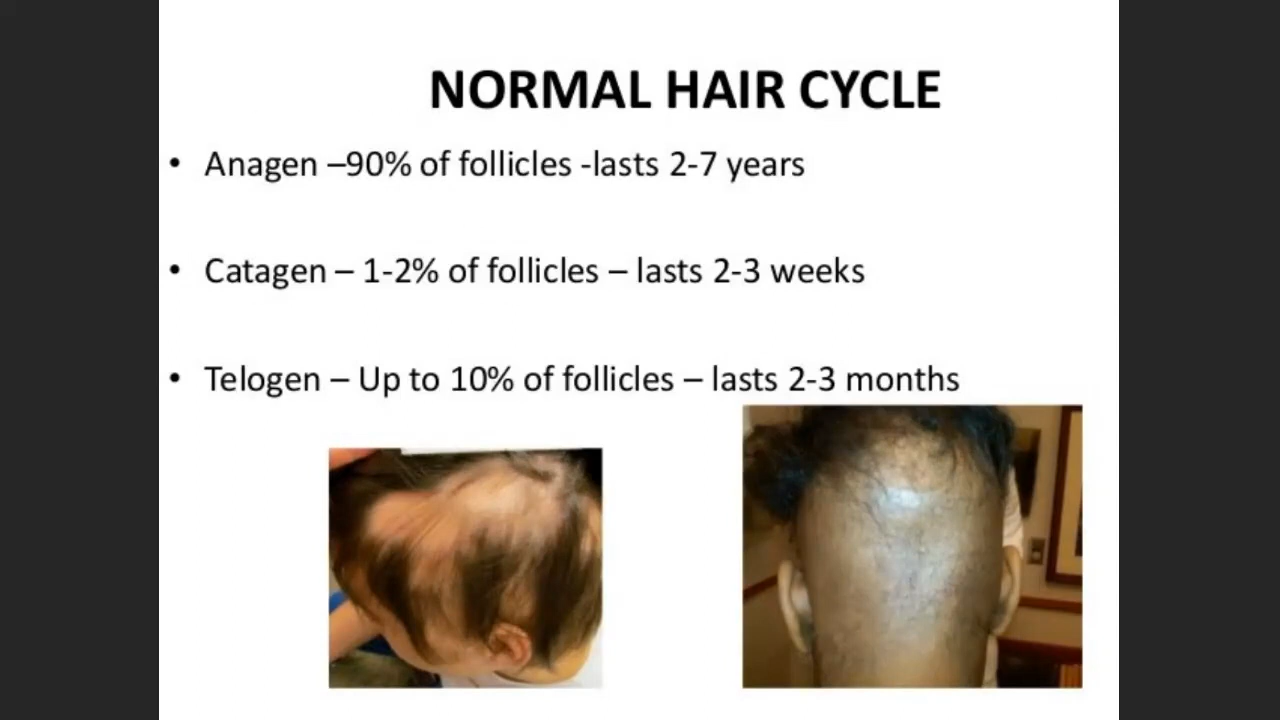 NORMAL HAIR CYCLE
• Anagen –90% of follicles -lasts 2-7 years
• Catagen – 1-2% of follicles – lasts 2-3 weeks
• Telogen – Up to 10% of follicles – lasts 2-3 months